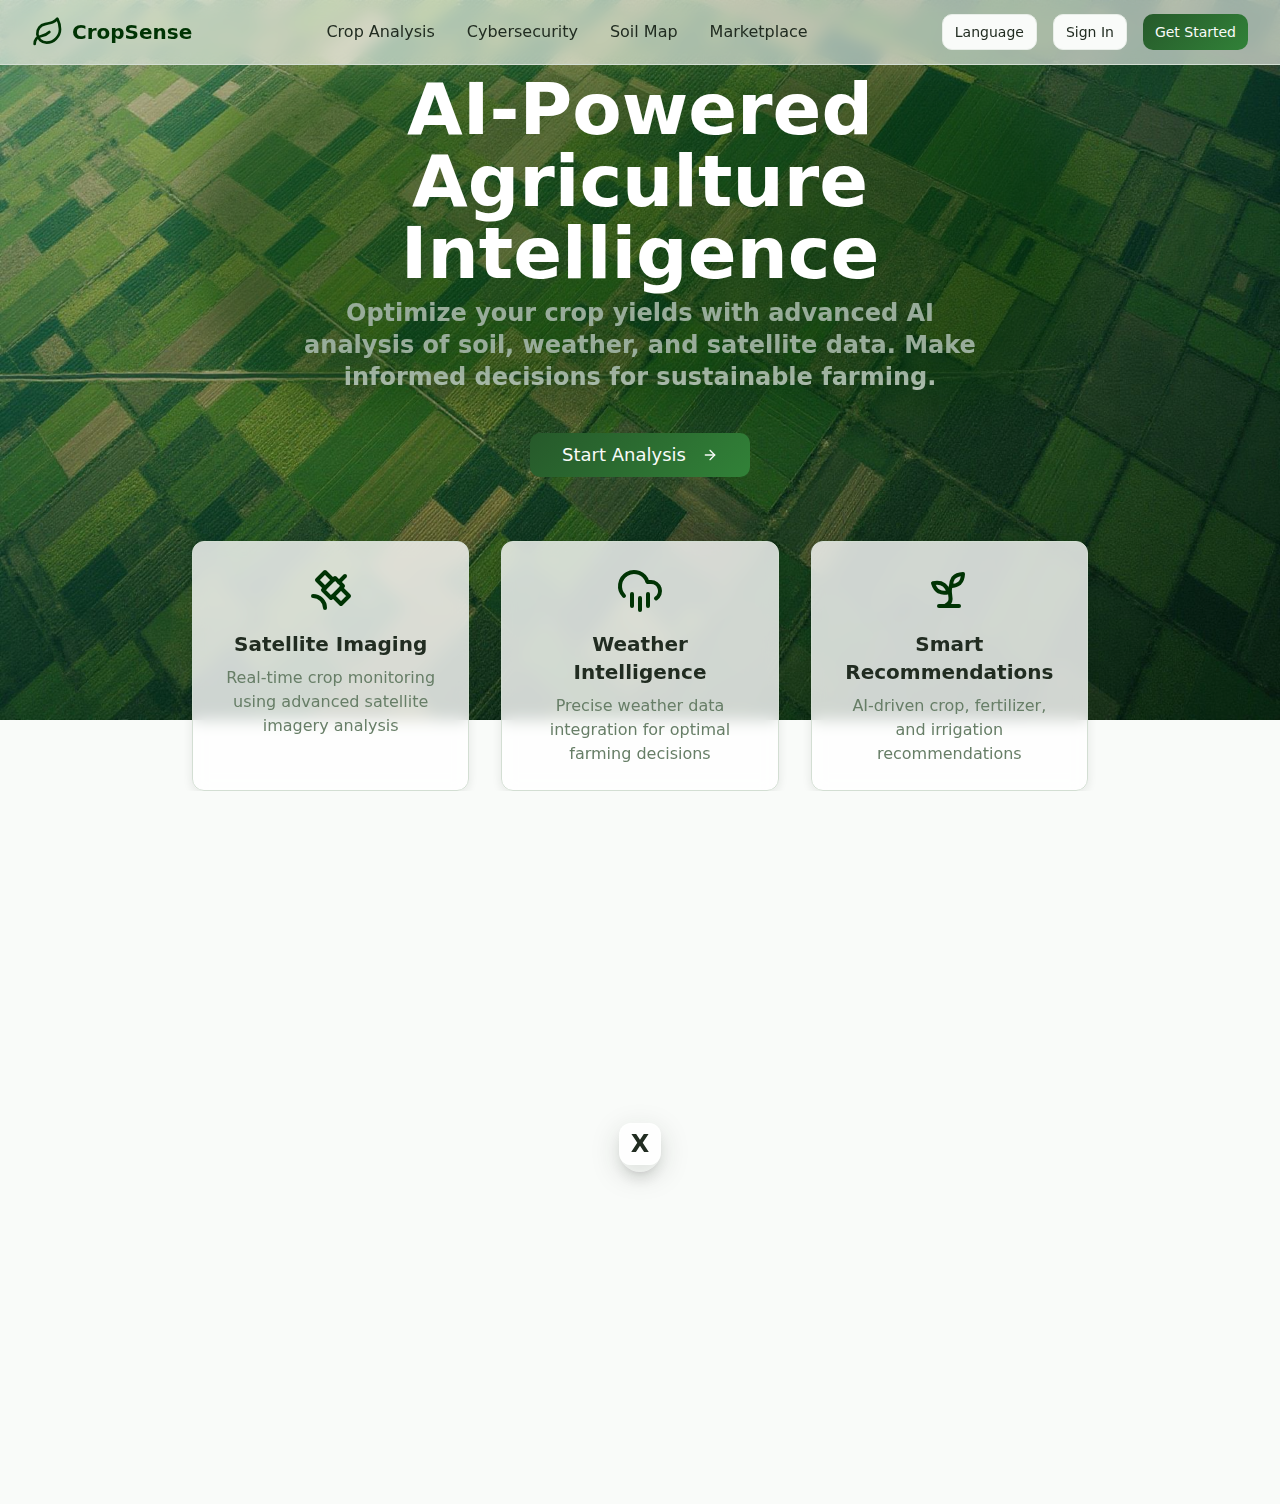 CropSense
Crop Analysis
Cybersecurity
Soil Map
Marketplace
Language
Sign In
Get Started
AI-Powered
Agriculture
Intelligence
Optimize your crop yields with advanced AI
analysis of soil, weather, and satellite data. Make
informed decisions for sustainable farming.
Start Analysis
Satellite Imaging
Real-time crop monitoring
using advanced satellite
imagery analysis
Weather
Intelligence
Precise weather data
integration for optimal
farming decisions
Smart
Recommendations
AI-driven crop, fertilizer,
and irrigation
recommendations
X